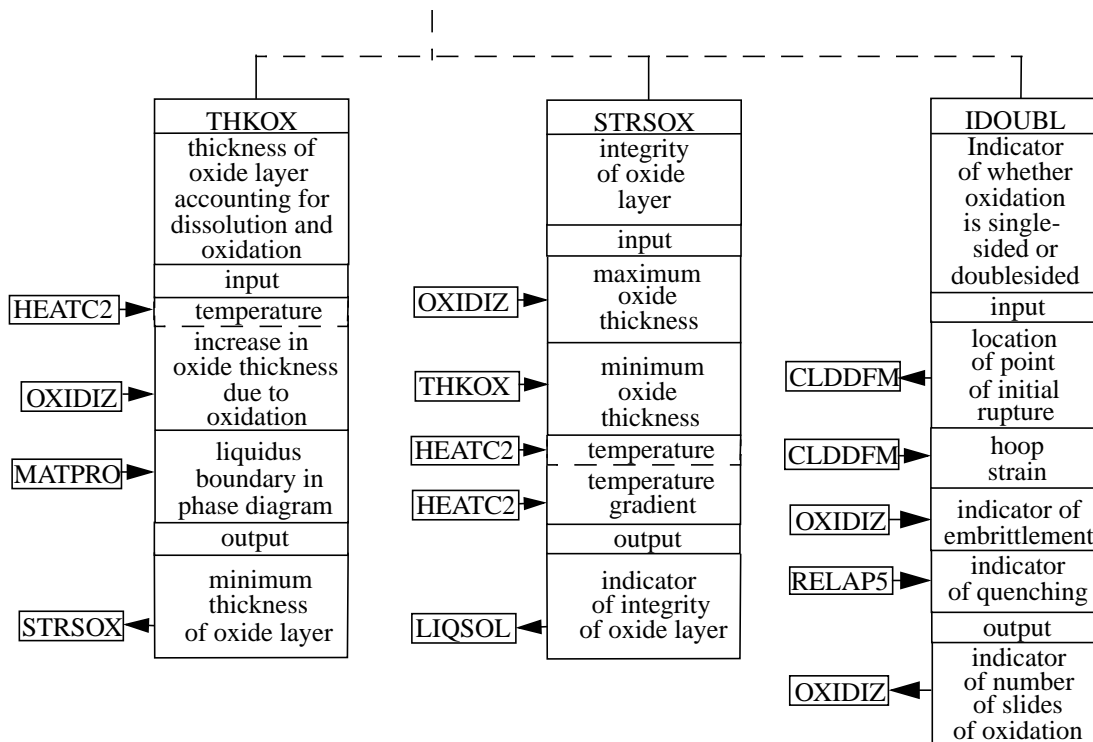 THKOX
thickness of
oxide layer
accounting for
dissolution and
oxidation
input
HEATC2
temperature
increase in
oxide thickness
due to
oxidation
OXIDIZ
liquidus
boundary in
phase diagram
MATPRO
output
minimum
thickness
of oxide layer
STRSOX
STRSOX
integrity
of oxide
layer
input
maximum
oxide
thickness
OXIDIZ
minimum
oxide
thickness
THKOX
HEATC2
temperature
temperature
gradient
HEATC2
output
indicator
of integrity
of oxide layer
LIQSOL
IDOUBL
Indicator
of whether
oxidation
is single-
sided or
doublesided
input
location
of point
of initial
rupture
CLDDFM
hoop
strain
CLDDFM
OXIDIZ
indicator of
embrittlement
RELAP5
indicator
of quenching
output
indicator
of number
of slides
of oxidation
OXIDIZ